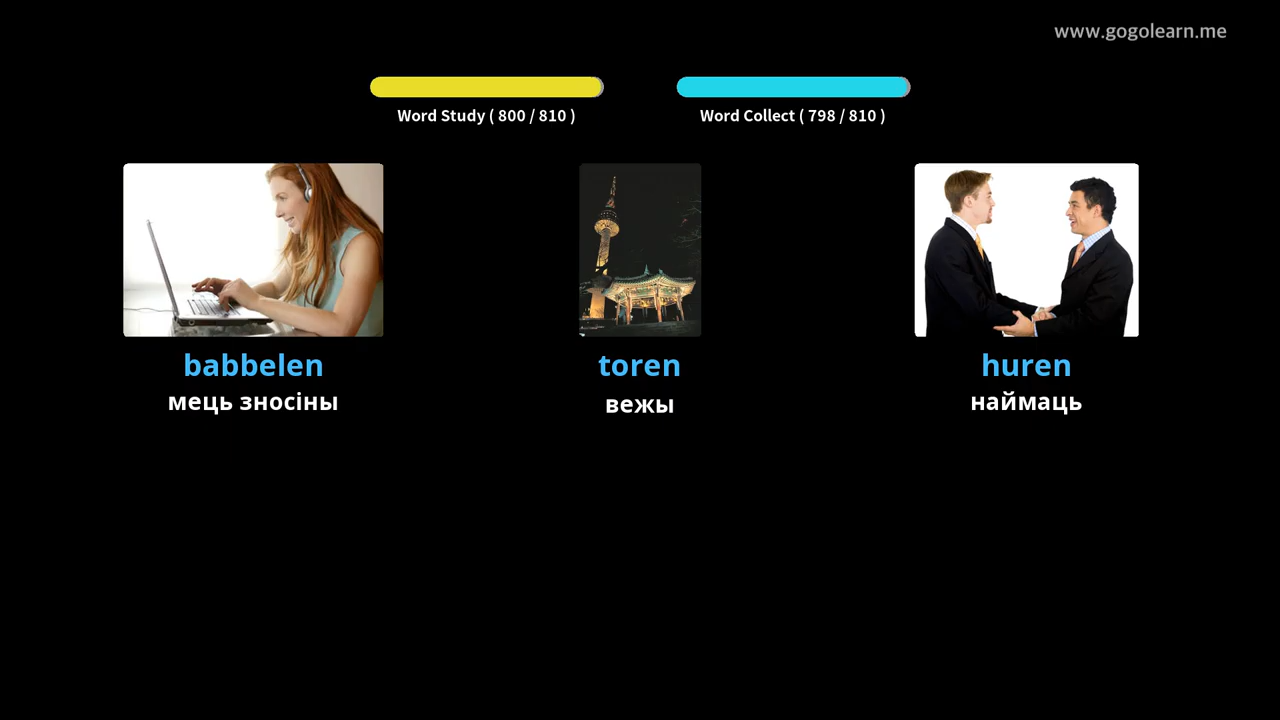 www.gogolearn.me
Word Study ( 800 / 810 )
Word Collect ( 798 / 810 )
babbelen
toren
huren
мець зносіны
вежы
наймаць